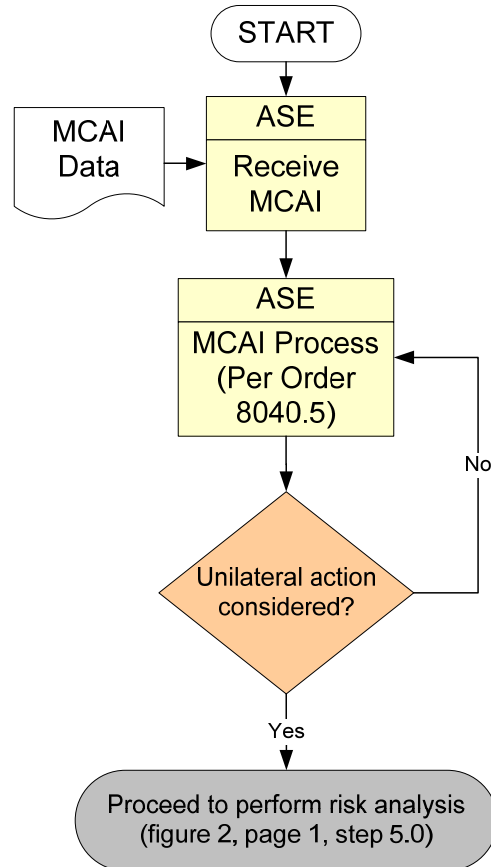 START
ASE
MCAI
Data
Receive
MCAI
ASE
MCAI Process
(Per Order
8040.5)
No
Unilateral action
considered?
Yes
Proceed to perform risk analysis
(figure 2, page 1, step 5.0)